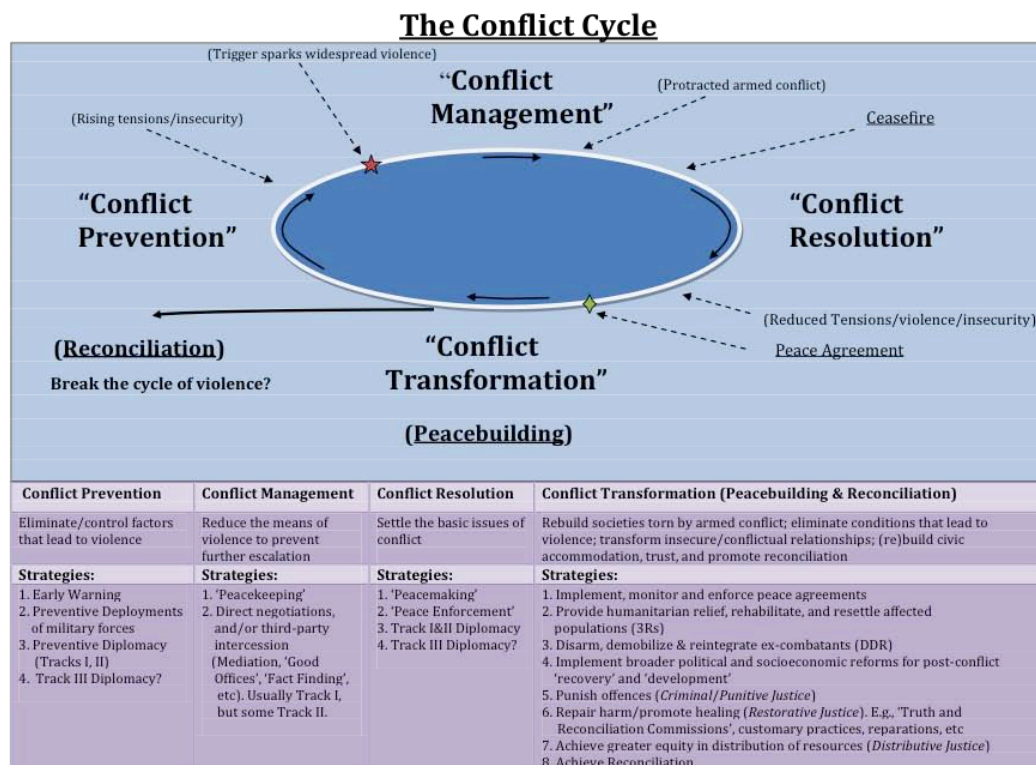 The Conflict Cycle
(Trigger sparks widespread violence)
“Conflict
Management”
(Protracted armed conflict)
(Rising tensions/insecurity)
Ceasefire
“Conflict
Prevention”
“Conflict
Resolution”
(Reduced Tensions/violence/insecurity)
(Reconciliation)
“Conflict
Transformation”
Peace Agreement
Break the cycle of violence?
(Peacebuilding)
Conflict Prevention
Eliminate/control factors
that lead to violence
Strategies:
1. Early Warning
2. Preventive Deployments
of military forces
3. Preventive Diplomacy
(Tracks I, II)
4. Track III Diplomacy?
Conflict Management
Reduce the means of
violence to prevent
further escalation
Strategies:
1. ‘Peacekeeping’
2. Direct negotiations,
and/or third-party
intercession
(Mediation, ‘Good
Offices’, ‘Fact Finding’,
etc). Usually Track I,
but some Track II.
Conflict Resolution
Settle the basic issues of
conflict
Strategies:
1. ‘Peacemaking’
2. ‘Peace Enforcement’
3. Track I&II Diplomacy
4. Track III Diplomacy?
Conflict Transformation (Peacebuilding & Reconciliation)
Rebuild societies torn by armed conflict; eliminate conditions that lead to
violence; transform insecure/conflictual relationships; (re)build civic
accommodation, trust, and promote reconciliation
Strategies:
1. Implement, monitor and enforce peace agreements
2. Provide humanitarian relief, rehabilitate, and resettle affected
populations (3Rs)
3. Disarm, demobilize & reintegrate ex-combatants (DDR)
4. Implement broader political and socioeconomic reforms for post-conflict
‘recovery’ and ‘development’
5. Punish offences (Criminal/Punitive Justice)
6. Repair harm/promote healing (Restorative Justice). E.g., ‘Truth and
Reconciliation Commissions’, customary practices, reparations, etc
7. Achieve greater equity in distribution of resources (Distributive Justice)
8. Achieve Reconciliation